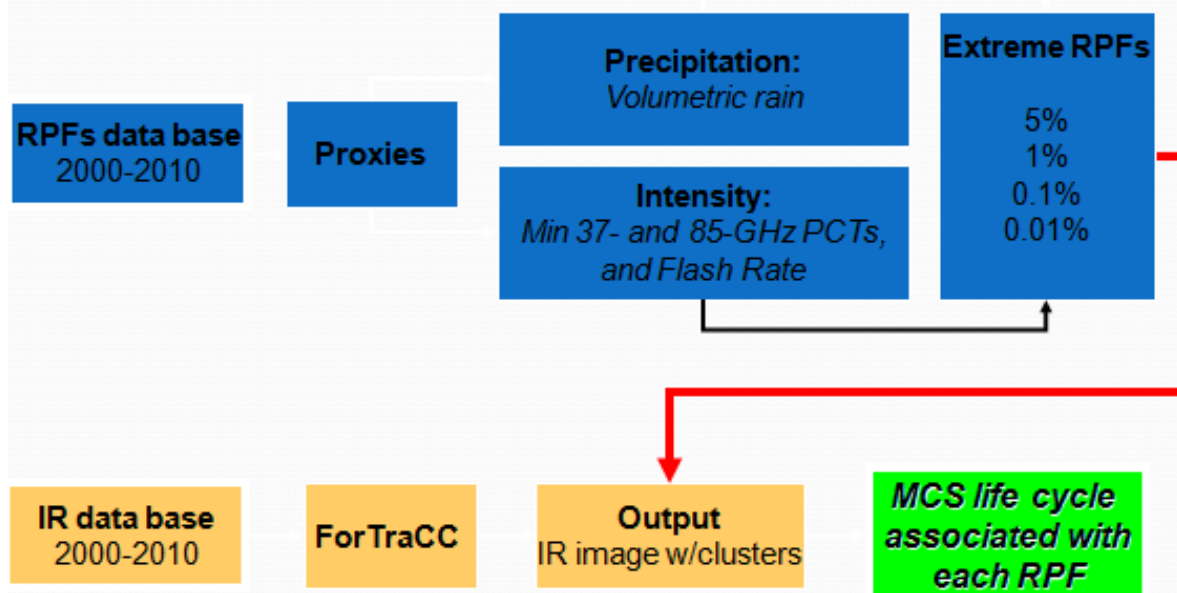 RPFs data base
2000-2010
Proxies
Precipitation:
Volumetric rain
Intensity:
Min 37- and 85-GHz PCTs,
and Flash Rate
Extreme RPFs
5%
1%
0.1%
0.01%
IR data base
2000-2010
ForTraCC
Output
IR image w/clusters
MCS life cycle
associated with
each RPF